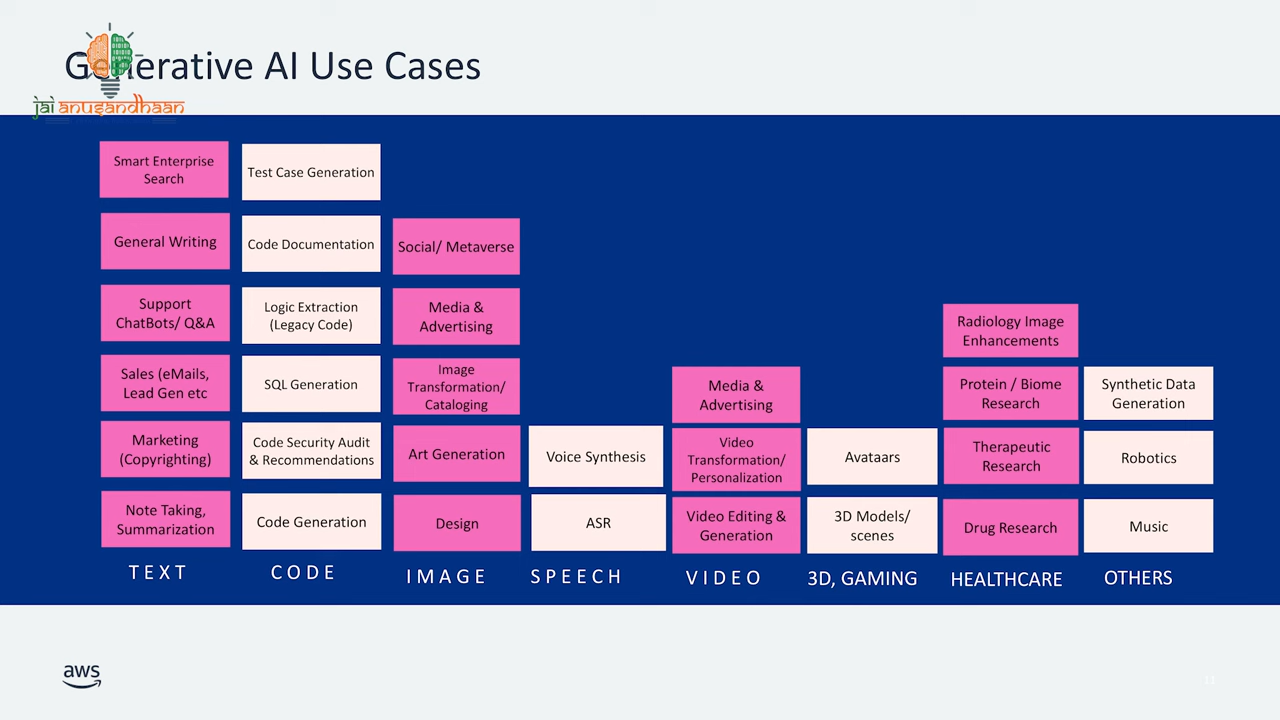 Generative AI Use Cases
jai anusandhaan
Smart Enterprise
Search
General Writing
Support
ChatBots/ Q&A
Sales (eMails,
Lead Gen etc
Marketing
(Copyrighting)
Note Taking,
Summarization
TEXT
Test Case Generation
Code Documentation
Logic Extraction
(Legacy Code)
SQL Generation
Code Security Audit
& Recommendations
Code Generation
CODE
Social/ Metaverse
Media &
Advertising
Image
Transformation/
Cataloging
Art Generation
Design
IMAGE
Voice Synthesis
ASR
SPEECH
Media &
Advertising
Video
Transformation/
Personalization
Video Editing &
Generation
VIDEO
Avataars
3D Models/
scenes
3D, GAMING
Radiology Image
Enhancements
Protein / Biome
Research
Therapeutic
Research
Drug Research
HEALTHCARE
Synthetic Data
Generation
Robotics
Music
OTHERS
aws
11